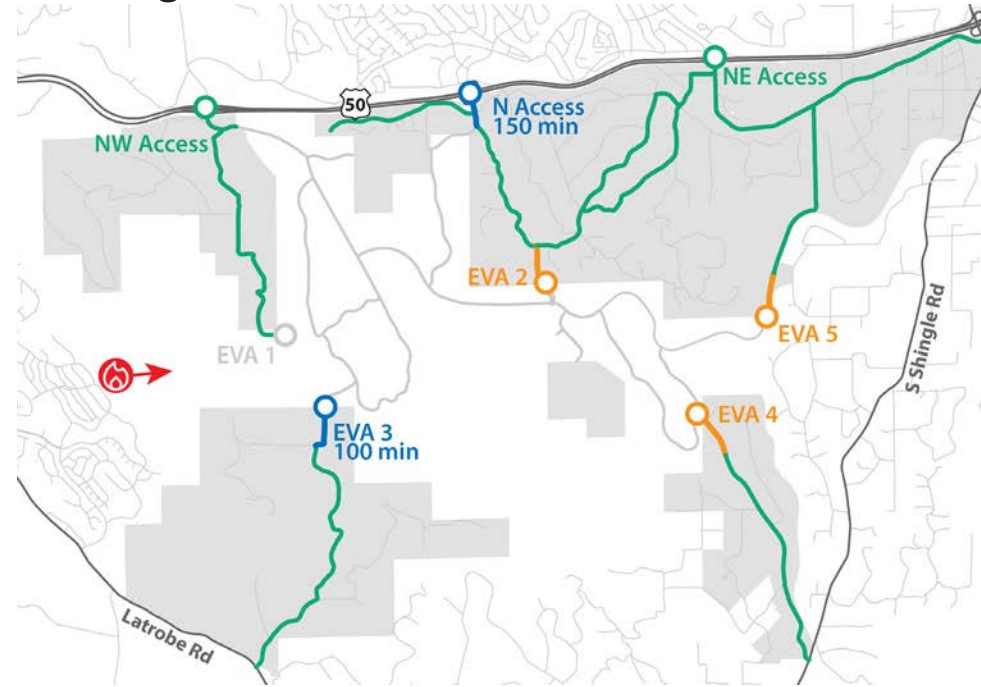 50
NW Access
N Access
150 min
NE Access
EVA 2
EVA 1
EVA 5
S Shingle Rd
EVA 3
100 min
EVA 4
Latrobe Rd